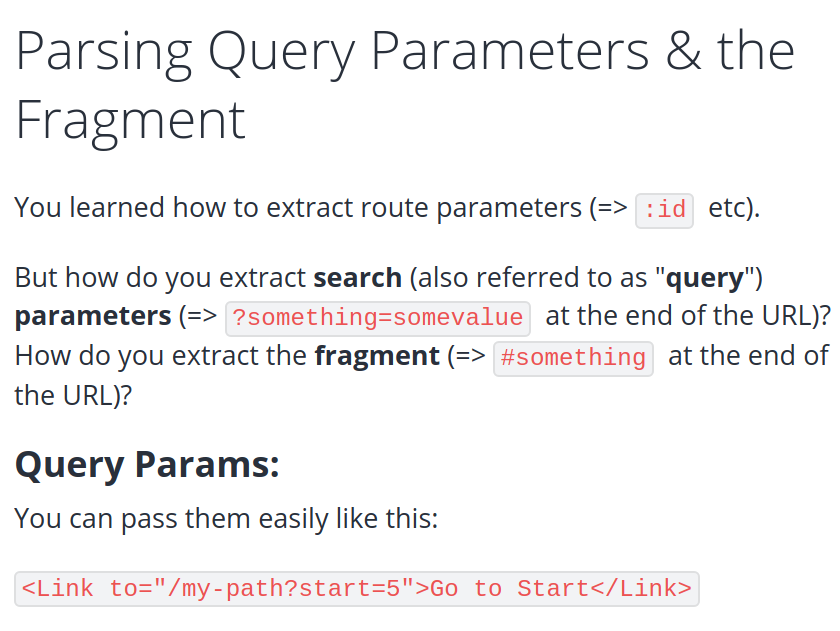 Parsing Query Parameters & the
Fragment
You learned how to extract route parameters (=> :id etc).
But how do you extract search (also referred to as "query")
parameters (=> ?something=somevalue at the end of the URL)?
How do you extract the fragment (=> #something at the end of
the URL)?
Query Params:
You can pass them easily like this:
<Link to="/my-path?start=5">Go to Start</Link>